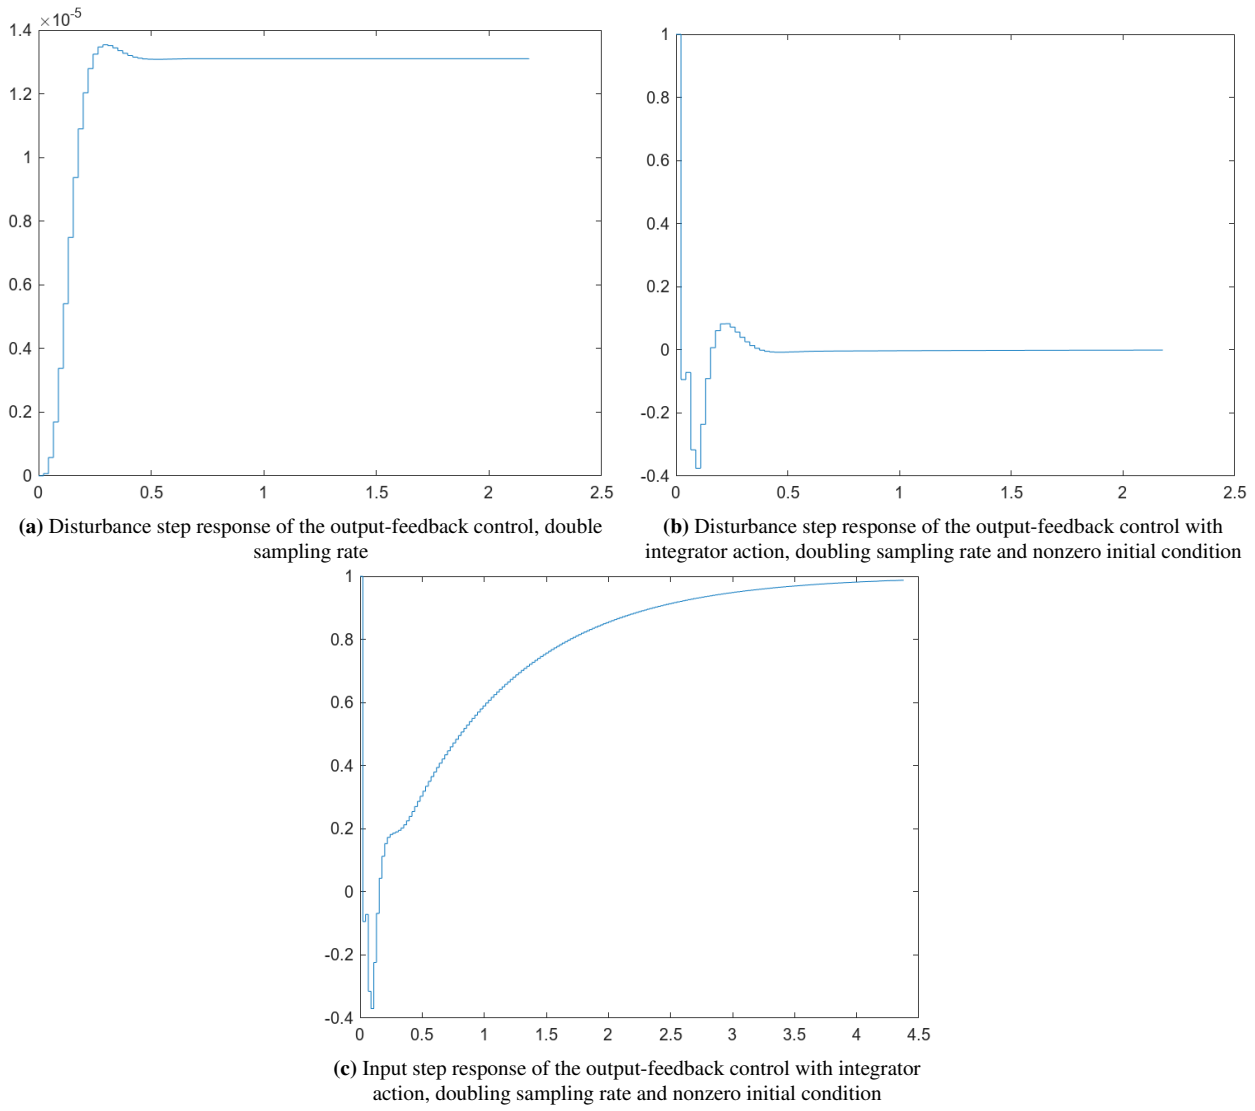 ×10⁻⁵
1.4
1.2
1
0.8
0.6
0.4
0.2
0
0 0.5 1 1.5 2 2.5
(a) Disturbance step response of the output-feedback control, double
sampling rate
1
0.8
0.6
0.4
0.2
0
-0.2
-0.4
0 0.5 1 1.5 2 2.5
(b) Disturbance step response of the output-feedback control with
integrator action, doubling sampling rate and nonzero initial condition
1
0.8
0.6
0.4
0.2
0
-0.2
-0.4
0 0.5 1 1.5 2 2.5 3 3.5 4 4.5
(c) Input step response of the output-feedback control with integrator
action, doubling sampling rate and nonzero initial condition